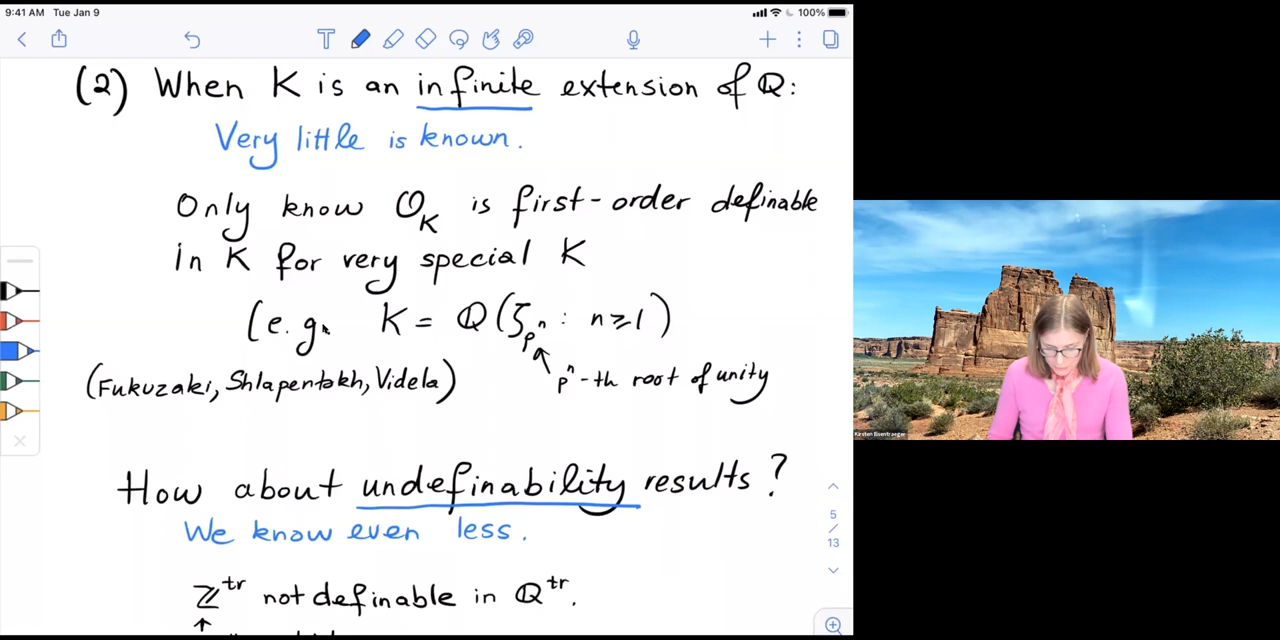 9:41 AM Tue Jan 9
100%
(2) When K is an infinite extension of ℚ:
Very little is known.
Only know O_K is first-order definable
in K for very special K
(e.g. K = ℚ(ζ_{p^n} : n≥1)
(Fukuzaki, Shlapentokh, Videla)
p^n-th root of unity
How about undefinability results?
We know even less.
ℤ^{tr} not definable in ℚ^{tr}.
5
/
13
Kirsten Eisentraeger